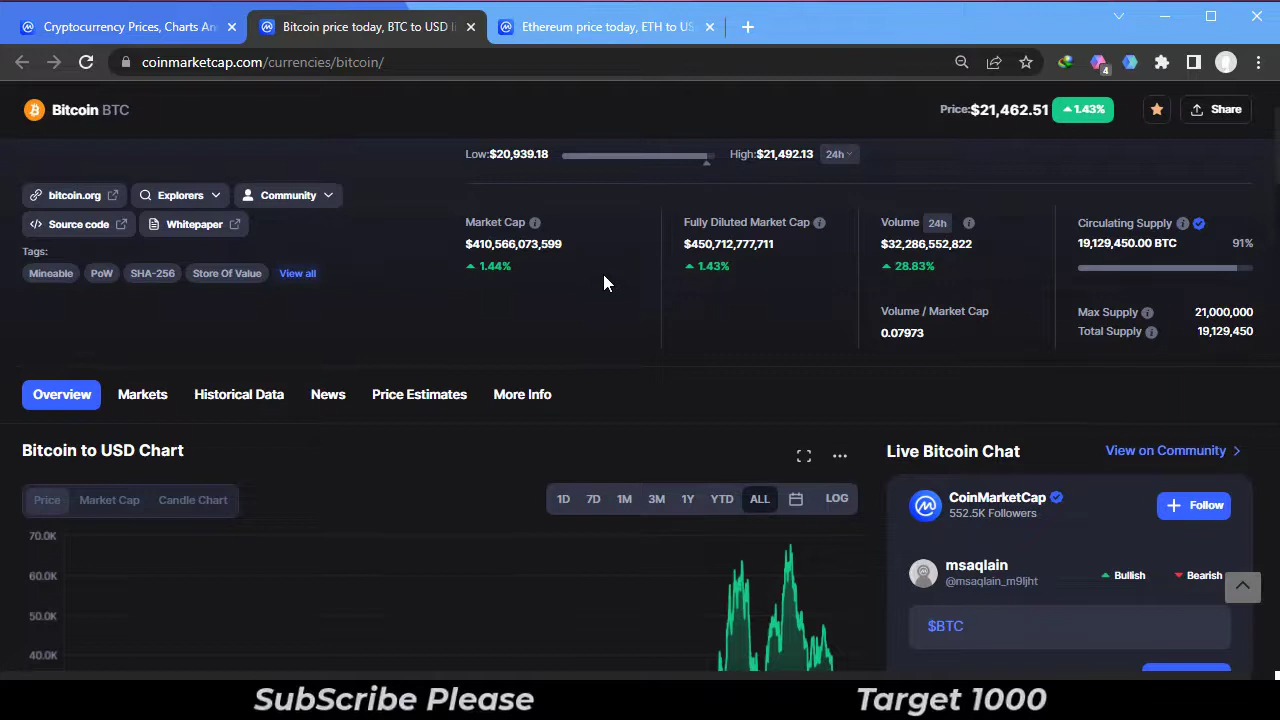 Cryptocurrency Prices, Charts An
Bitcoin price today, BTC to USD li
Ethereum price today, ETH to US
coinmarketcap.com/currencies/bitcoin/
4
Bitcoin BTC
Price:$21,462.51 1.43%
Share
Low:$20,939.18 High:$21,492.13 24h
bitcoin.org Explorers Community
Source code Whitepaper
Tags:
Mineable PoW SHA-256 Store Of Value View all
Market Cap
$410,566,073,599
1.44%
Fully Diluted Market Cap
$450,712,777,711
1.43%
Volume 24h
$32,286,552,822
28.83%
Volume / Market Cap
0.07973
Circulating Supply
19,129,450.00 BTC 91%
Max Supply 21,000,000
Total Supply 19,129,450
Overview Markets Historical Data News Price Estimates More Info
Bitcoin to USD Chart
Price Market Cap Candle Chart
1D 7D 1M 3M 1Y YTD ALL LOG
70.0K
60.0K
50.0K
40.0K
Live Bitcoin Chat View on Community
CoinMarketCap
552.5K Followers
Follow
msaqlain
@msaqlain_m9ljht
Bullish Bearish
$BTC
SubScribe Please Target 1000